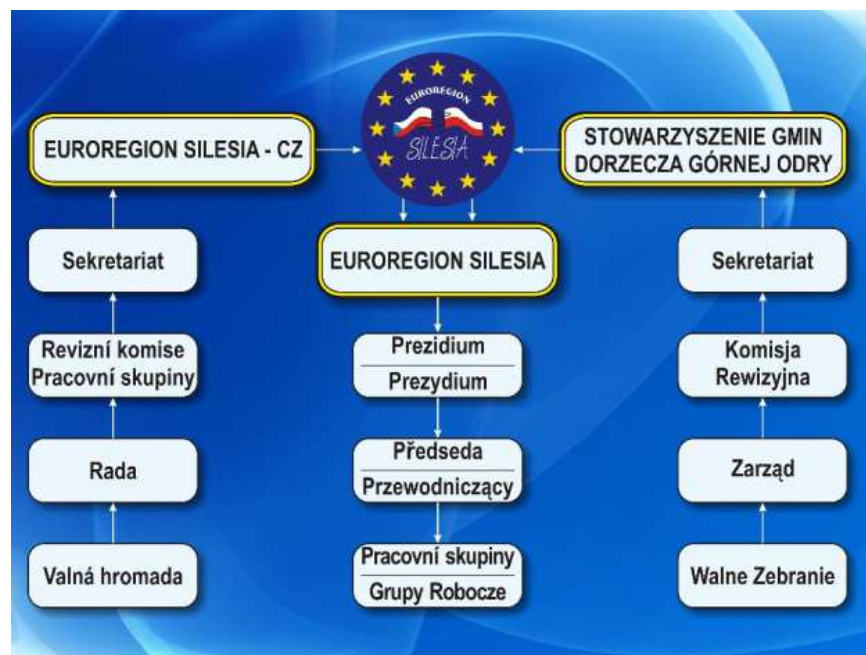 EUROREGION
SILESIA
EUROREGION SILESIA - CZ
Sekretariat
Revizní komise
Pracovní skupiny
Rada
Valná hromada
EUROREGION SILESIA
Prezidium
Prezydium
Předseda
Przewodniczący
Pracovní skupiny
Grupy Robocze
STOWARZYSZENIE GMIN
DORZECZA GÓRNEJ ODRY
Sekretariat
Komisja
Rewizyjna
Zarząd
Walne Zebranie